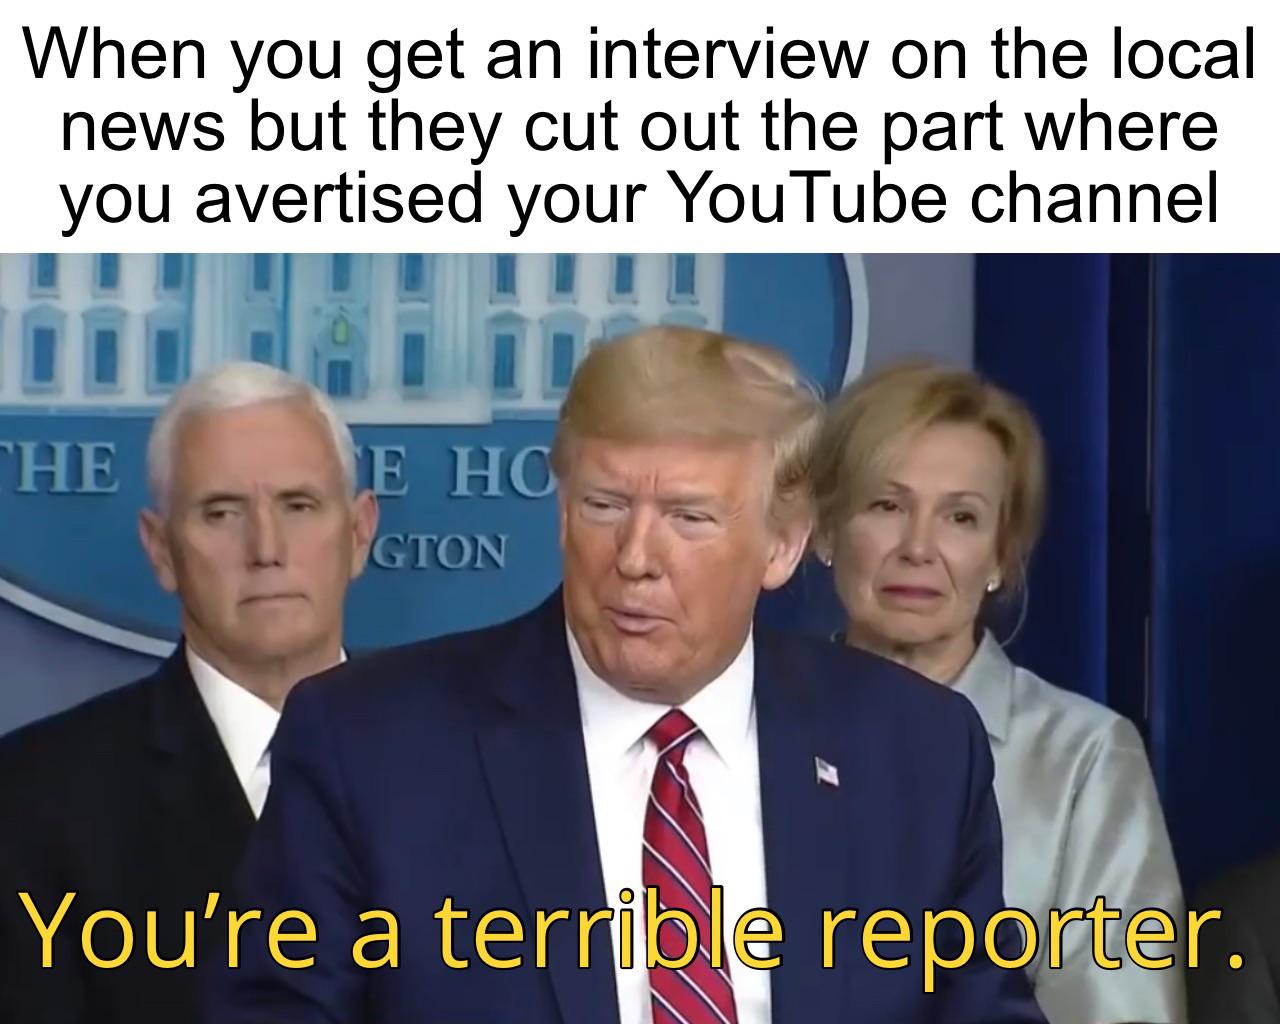 When you get an interview on the local
news but they cut out the part where
you avertised your YouTube channel
THE E HO
GTON
You're a terrible reporter.